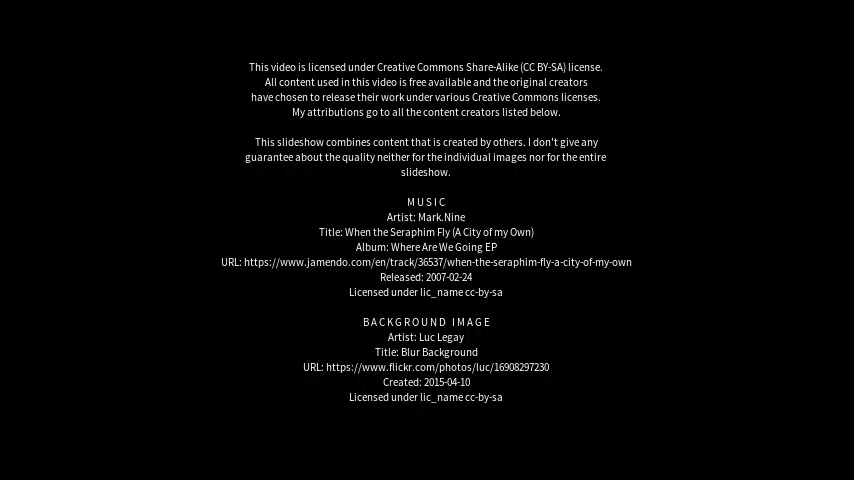 This video is licensed under Creative Commons Share-Alike (CC BY-SA) license.
All content used in this video is free available and the original creators
have chosen to release their work under various Creative Commons licenses.
My attributions go to all the content creators listed below.
This slideshow combines content that is created by others. I don't give any
guarantee about the quality neither for the individual images nor for the entire
slideshow.
MUSIC
Artist: Mark.Nine
Title: When the Seraphim Fly (A City of my Own)
Album: Where Are We Going EP
URL: https://www.jamendo.com/en/track/36537/when-the-seraphim-fly-a-city-of-my-own
Released: 2007-02-24
Licensed under lic_name cc-by-sa
BACKGROUND IMAGE
Artist: Luc Legay
Title: Blur Background
URL: https://www.flickr.com/photos/luc/16908297230
Created: 2015-04-10
Licensed under lic_name cc-by-sa